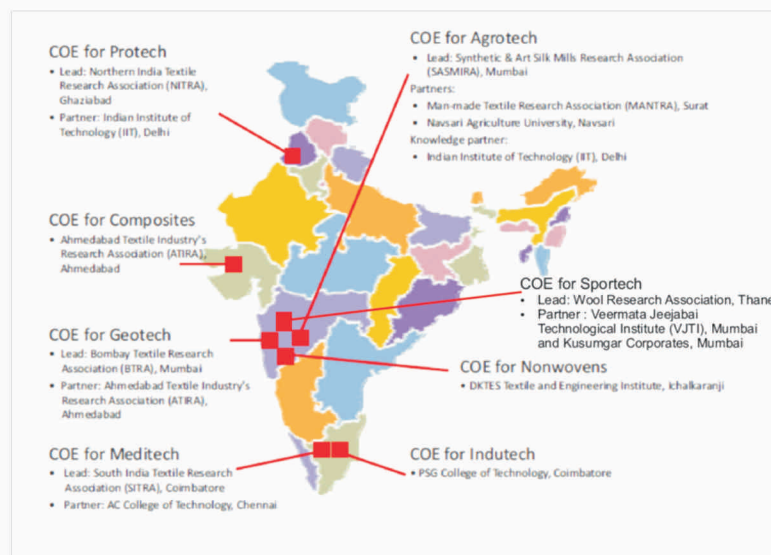 COE for Protech
• Lead: Northern India Textile
Research Association (NITRA),
Ghaziabad
• Partner: Indian Institute of
Technology (IIT), Delhi
COE for Agrotech
• Lead: Synthetic & Art Silk Mills Research Association
(SASMIRA), Mumbai
Partners:
• Man-made Textile Research Association (MANTRA), Surat
• Navsari Agriculture University, Navsari
Knowledge partner:
• Indian Institute of Technology (IIT), Delhi
COE for Composites
• Ahmedabad Textile Industry's
Research Association (ATIRA),
Ahmedabad
COE for Sportech
• Lead: Wool Research Association, Thane
• Partner : Veermata Jeejabai
Technological Institute (VJTI), Mumbai
and Kusumgar Corporates, Mumbai
COE for Geotech
• Lead: Bombay Textile Research
Association (BTRA), Mumbai
• Partner: Ahmedabad Textile Industry's
Research Association (ATIRA),
Ahmedabad
COE for Nonwovens
• DKTES Textile and Engineering Institute, Ichalkaranji
COE for Meditech
• Lead: South India Textile Research
Association (SITRA), Coimbatore
• Partner: AC College of Technology, Chennai
COE for Indutech
• PSG College of Technology, Coimbatore